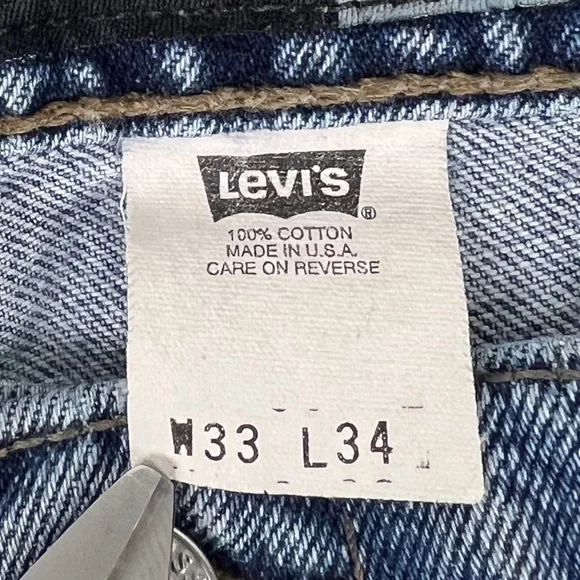 Levi's ®
100% COTTON
MADE IN U.S.A.
CARE ON REVERSE
W33 L34